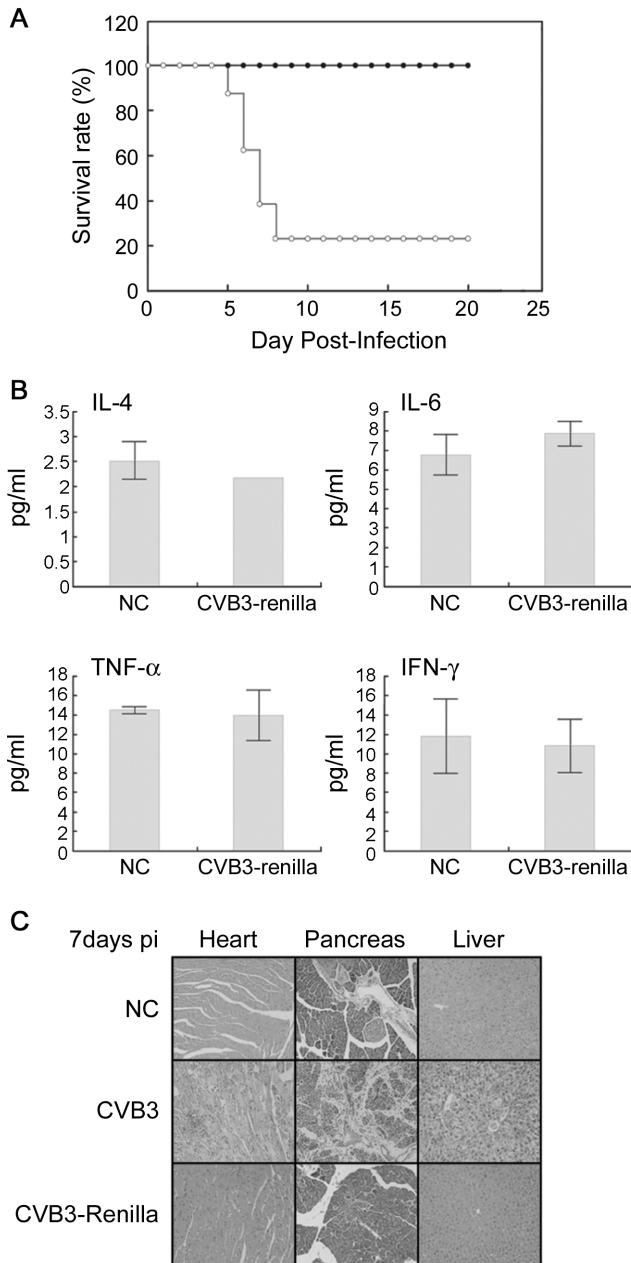 A
Survival rate (%)
120
100
80
60
40
20
0
0 5 10 15 20 25
Day Post-Infection
B
IL-4
pg/ml
3.5
3
2.5
2
1.5
1
0.5
0
NC CVB3-renilla
IL-6
pg/ml
9
8
7
6
5
4
3
2
1
0
NC CVB3-renilla
TNF-α
pg/ml
18
16
14
12
10
8
6
4
2
0
NC CVB3-renilla
IFN-γ
pg/ml
18
16
14
12
10
8
6
4
2
0
NC CVB3-renilla
C
7days pi Heart Pancreas Liver
NC
CVB3
CVB3-Renilla